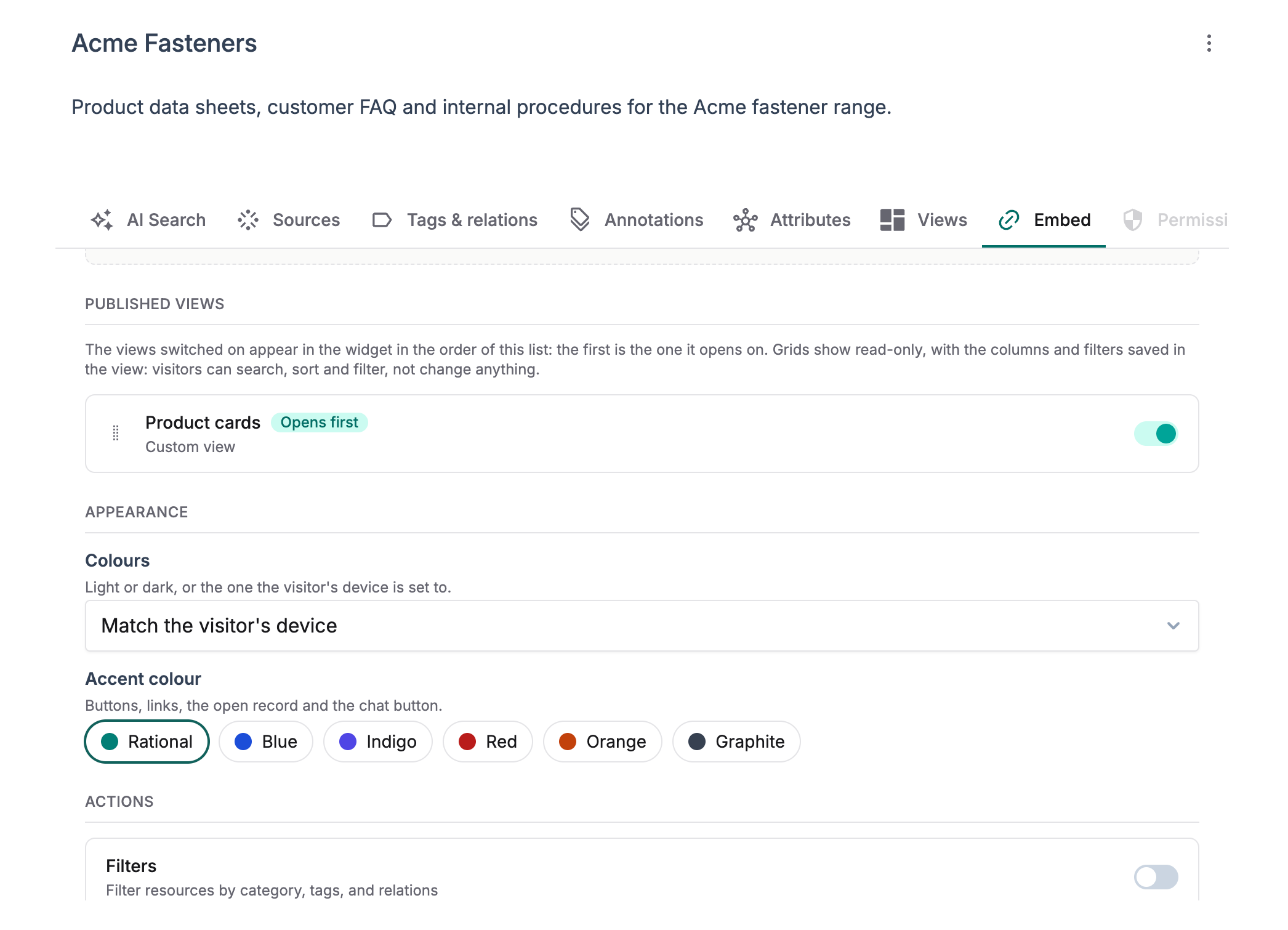 Acme Fasteners
Product data sheets, customer FAQ and internal procedures for the Acme fastener range.
AI Search
Sources
Tags & relations
Annotations
Attributes
Views
Embed
Permissi
PUBLISHED VIEWS
The views switched on appear in the widget in the order of this list: the first is the one it opens on. Grids show read-only, with the columns and filters saved in
the view: visitors can search, sort and filter, not change anything.
Product cards Opens first
Custom view
APPEARANCE
Colours
Light or dark, or the one the visitor's device is set to.
Match the visitor's device
Accent colour
Buttons, links, the open record and the chat button.
Rational
Blue
Indigo
Red
Orange
Graphite
ACTIONS
Filters
Filter resources by category, tags, and relations